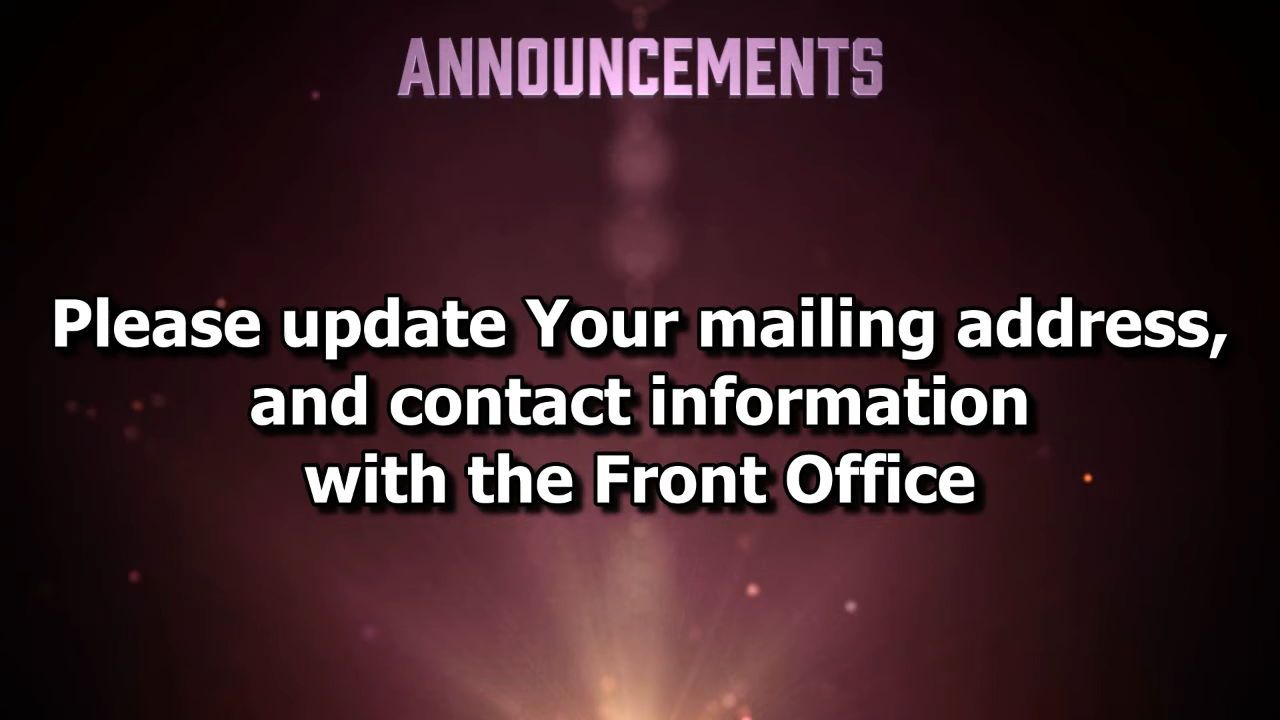 ANNOUNCEMENTS
Please update Your mailing address,
and contact information
with the Front Office